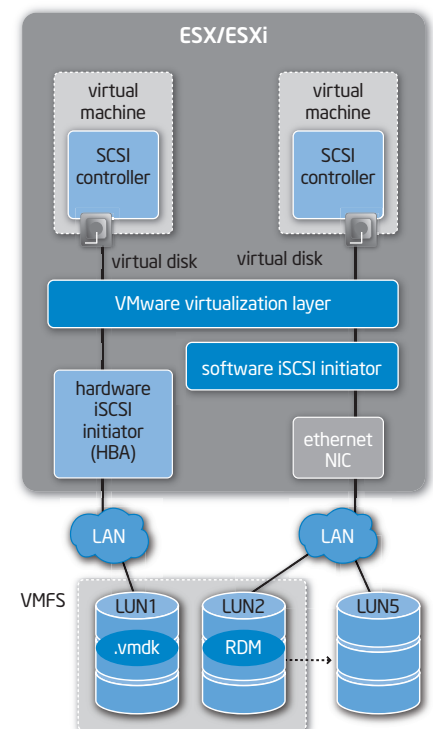 ESX/ESXi
virtual
machine
SCSI
controller
virtual
machine
SCSI
controller
virtual disk
virtual disk
VMware virtualization layer
software iSCSI initiator
hardware
iSCSI
initiator
(HBA)
ethernet
NIC
LAN
LAN
VMFS
LUN1
.vmdk
LUN2
RDM
LUN5